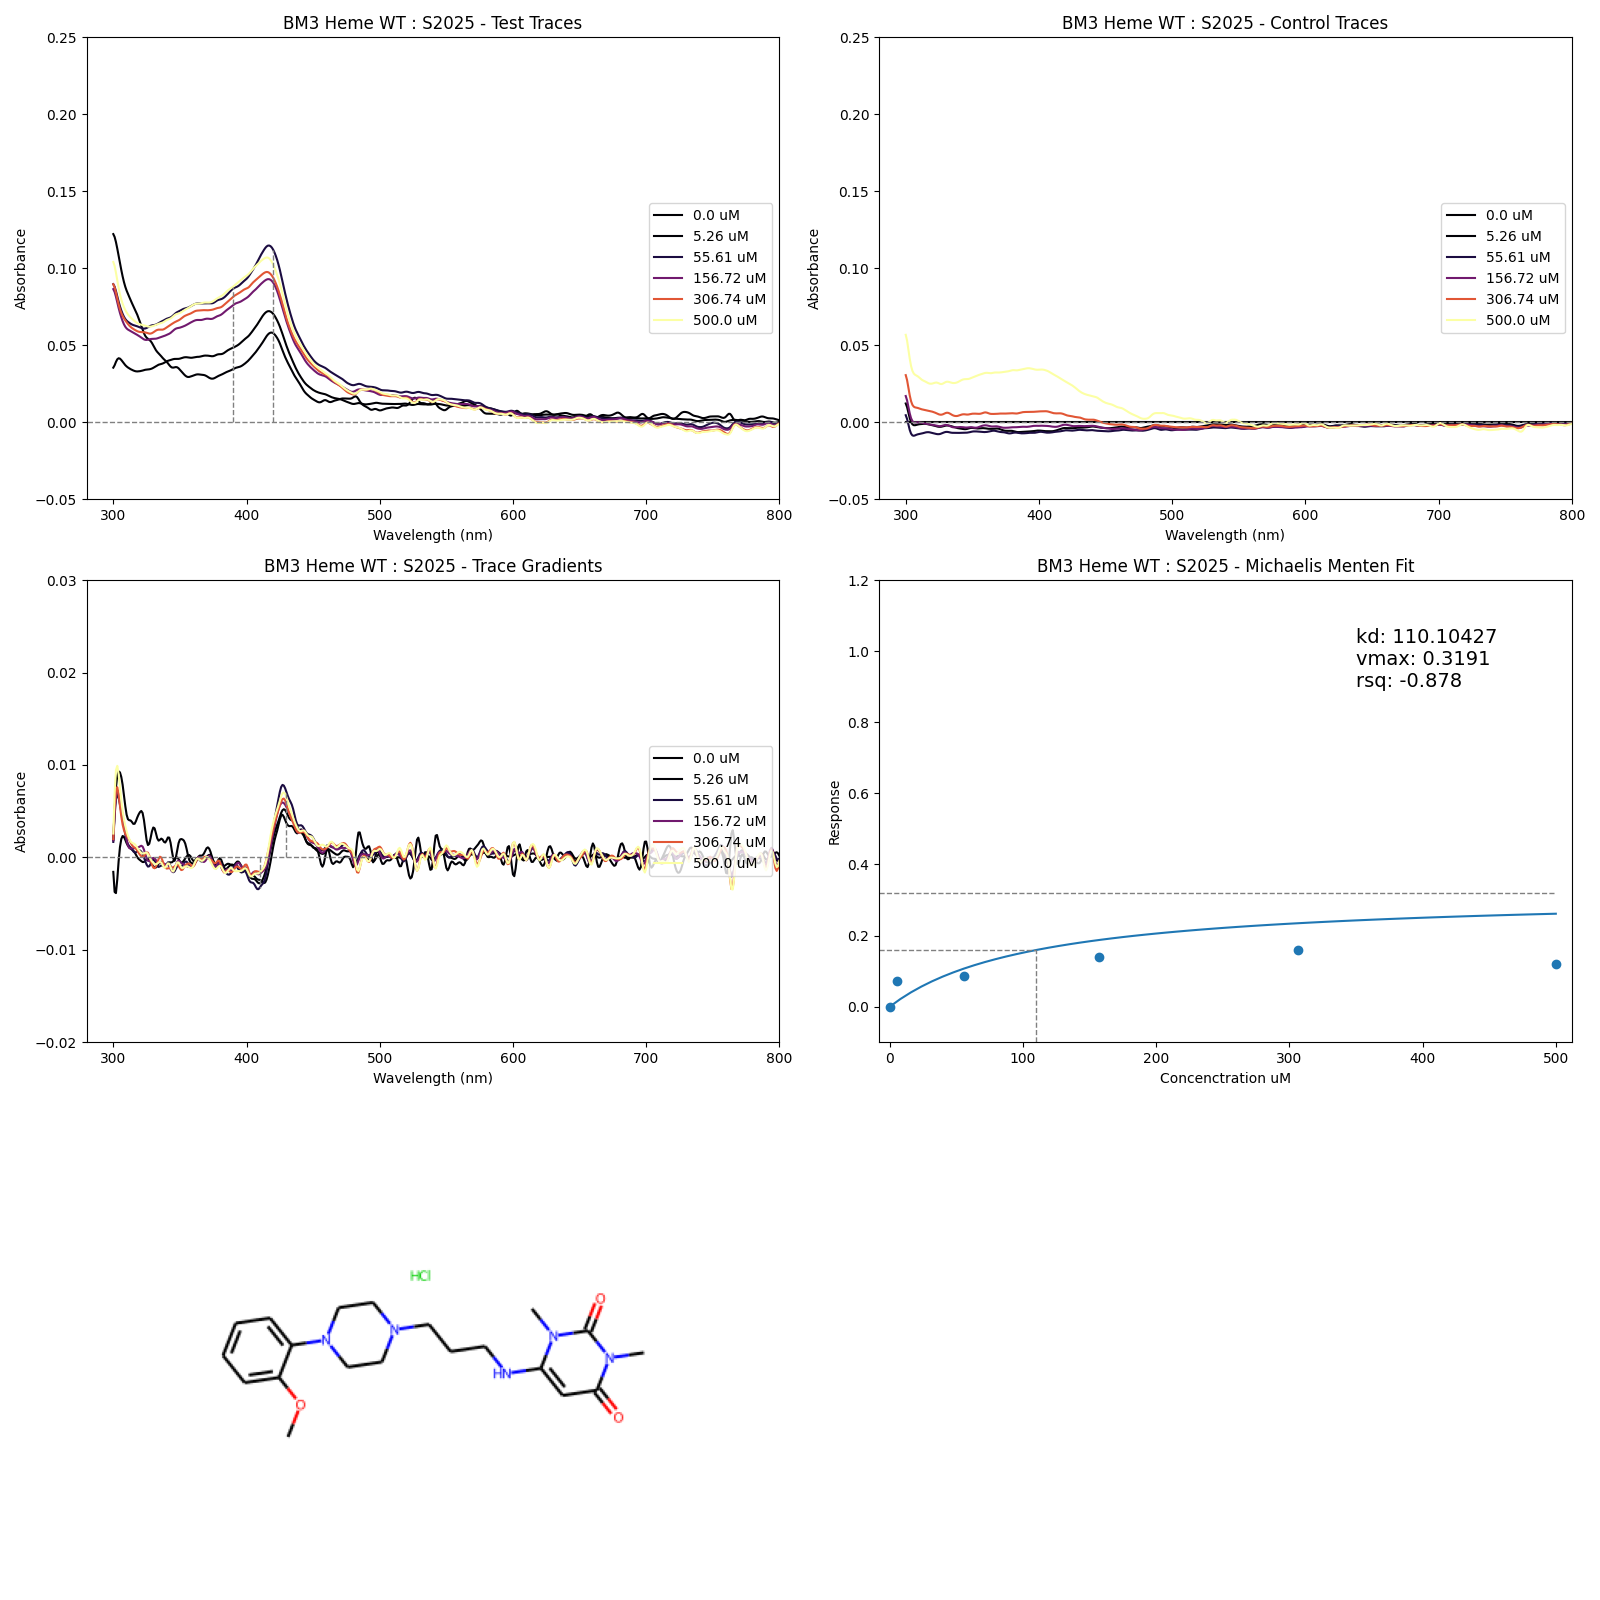 BM3 Heme WT : S2025 - Test Traces
0.25
0.20
0.15
0.10
0.05
0.00
−0.05
Absorbance
300 400 500 600 700 800
Wavelength (nm)
0.0 uM
5.26 uM
55.61 uM
156.72 uM
306.74 uM
500.0 uM
BM3 Heme WT : S2025 - Control Traces
0.25
0.20
0.15
0.10
0.05
0.00
−0.05
Absorbance
300 400 500 600 700 800
Wavelength (nm)
0.0 uM
5.26 uM
55.61 uM
156.72 uM
306.74 uM
500.0 uM
BM3 Heme WT : S2025 - Trace Gradients
0.03
0.02
0.01
0.00
−0.01
−0.02
Absorbance
300 400 500 600 700 800
Wavelength (nm)
0.0 uM
5.26 uM
55.61 uM
156.72 uM
306.74 uM
500.0 uM
BM3 Heme WT : S2025 - Michaelis Menten Fit
1.2
1.0
0.8
0.6
0.4
0.2
0.0
Response
0 100 200 300 400 500
Concenctration uM
kd: 110.10427
vmax: 0.3191
rsq: -0.878
HCl
O
N
N
N
N
HN
O
O